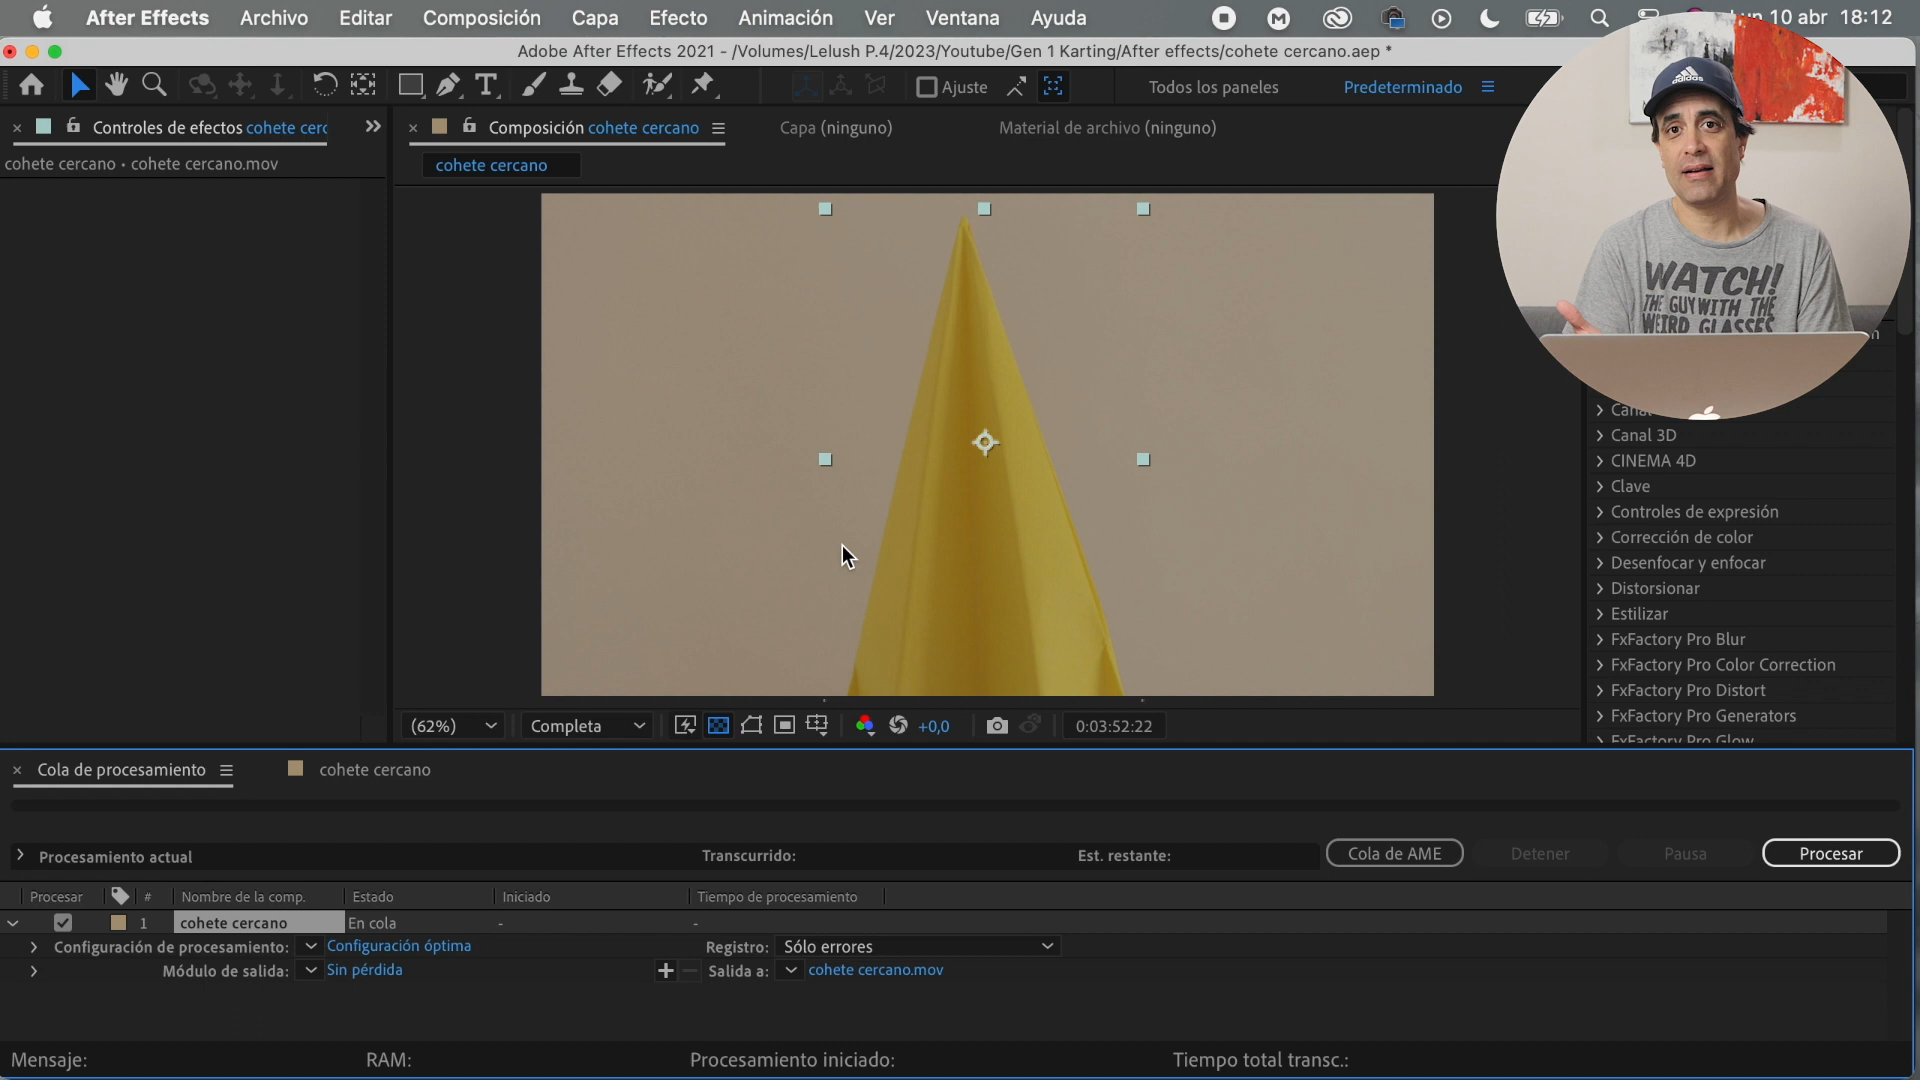 After Effects Archivo Editar Composición Capa Efecto Animación Ver Ventana Ayuda 10 abr 18:12
Adobe After Effects 2021 - /Volumes/Lelush P.4/2023/Youtube/Gen 1 Karting/After effects/cohete cercano.aep *
Ajuste Todos los paneles Predeterminado
Controles de efectos cohete cerc
Composición cohete cercano Capa (ninguno) Material de archivo (ninguno)
cohete cercano • cohete cercano.mov
cohete cercano
adidas
WATCH!
THE GUY WITH THE
WEIRD GLASSES
Canal
Canal 3D
CINEMA 4D
Clave
Controles de expresión
Corrección de color
Desenfocar y enfocar
Distorsionar
Estilizar
FxFactory Pro Blur
FxFactory Pro Color Correction
FxFactory Pro Distort
FxFactory Pro Generators
FxFactory Pro Glow
(62%) Completa +0,0 0:03:52:22
Cola de procesamiento cohete cercano
Procesamiento actual Transcurrido: Est. restante: Cola de AME Detener Pausa Procesar
Procesar # Nombre de la comp. Estado Iniciado Tiempo de procesamiento
1 cohete cercano En cola - -
Configuración de procesamiento: Configuración óptima Registro: Sólo errores
Módulo de salida: Sin pérdida + − Salida a: cohete cercano.mov
Mensaje: RAM: Procesamiento iniciado: Tiempo total transc.: